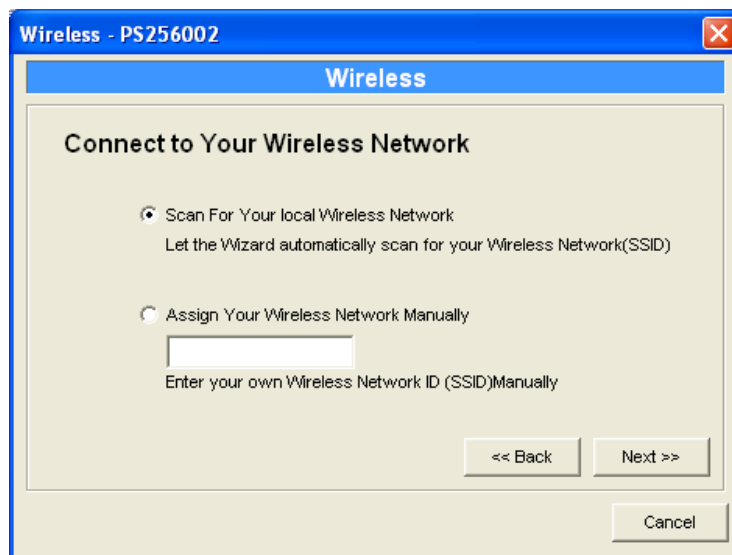 Wireless - PS256002
Wireless
Connect to Your Wireless Network
Scan For Your local Wireless Network
Let the Wizard automatically scan for your Wireless Network(SSID)
Assign Your Wireless Network Manually
Enter your own Wireless Network ID (SSID)Manually
<< Back Next >>
Cancel